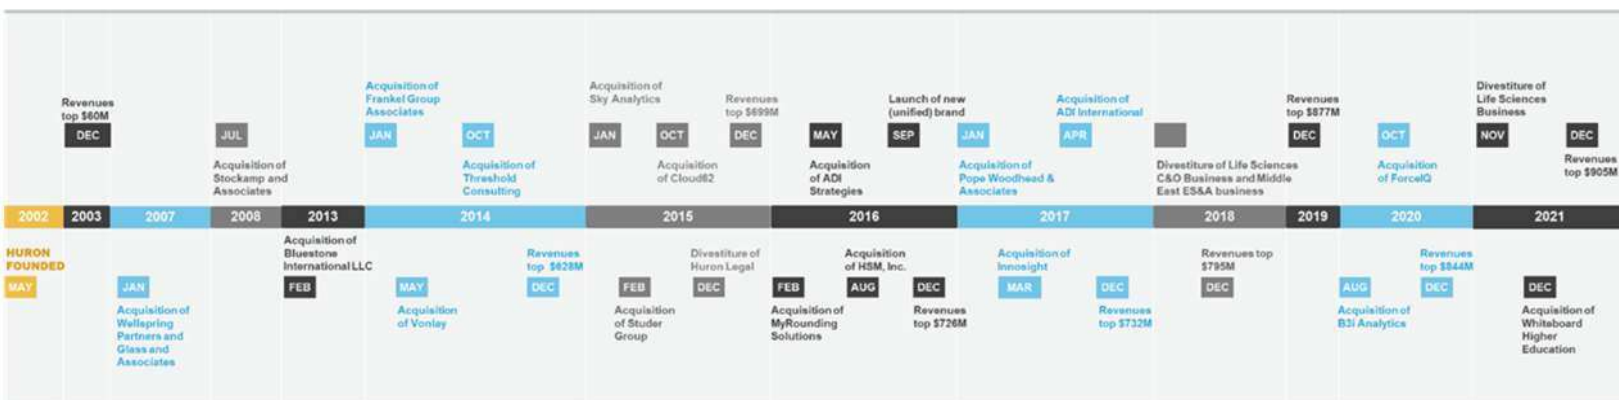 Revenues
top $60M
DEC
JUL
Acquisition of
Stockamp and
Associates
Acquisition of
Frankel Group
Associates
JAN
OCT
Acquisition of
Threshold
Consulting
Acquisition of
Sky Analytics
JAN
OCT
Acquisition
of Cloud62
Revenues
top $699M
DEC
MAY
Acquisition
of ADI
Strategies
Launch of new
(unified) brand
SEP
JAN
Acquisition of
Pope Woodhead &
Associates
Acquisition of
ADI International
APR
Divestiture of Life Sciences
C&O Business and Middle
East ES&A business
Revenues
top $877M
DEC
OCT
Acquisition
of ForceIQ
Divestiture of
Life Sciences
Business
NOV
DEC
Revenues
top $905M
2002 2003 2007 2008 2013 2014 2015 2016 2017 2018 2019 2020 2021
HURON
FOUNDED
MAY
JAN
Acquisition of
Wellspring
Partners and
Glass and
Associates
Acquisition of
Bluestone
International LLC
FEB
MAY
Acquisition
of Vonlay
Revenues
top $628M
DEC
FEB
Acquisition
of Studer
Group
Divestiture of
Huron Legal
DEC
FEB
Acquisition of
MyRounding
Solutions
Acquisition
of HSM, Inc.
AUG
DEC
Revenues
top $726M
Acquisition of
Innosight
MAR
DEC
Revenues
top $732M
Revenues top
$795M
DEC
AUG
Acquisition of
B3i Analytics
Revenues
top $844M
DEC
DEC
Acquisition of
Whiteboard
Higher
Education